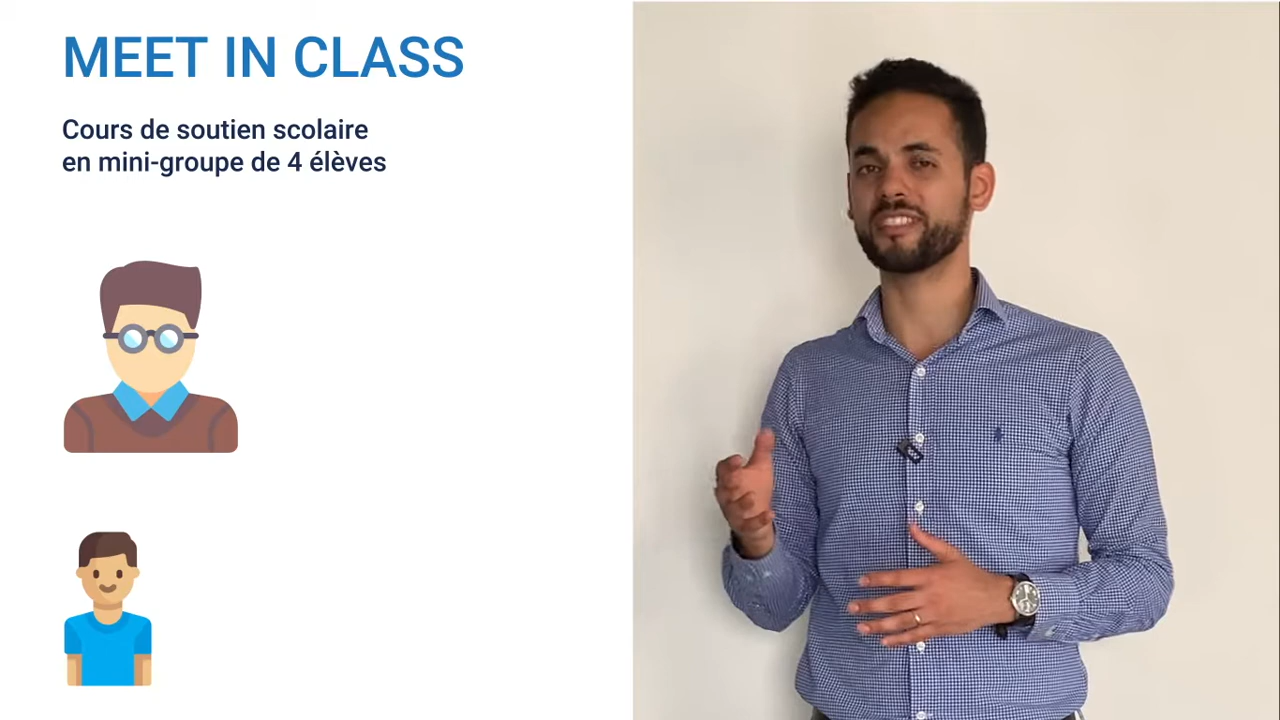 MEET IN CLASS
Cours de soutien scolaire
en mini-groupe de 4 élèves